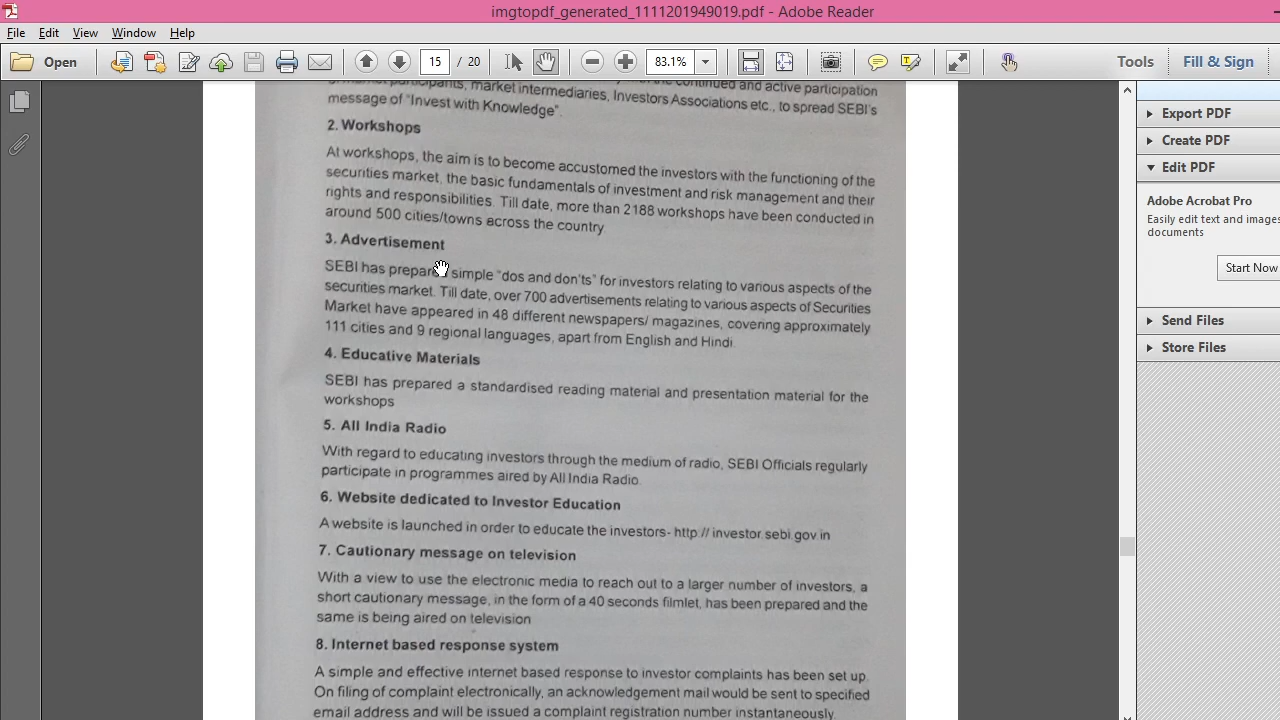 imgtopdf_generated_1111201949019.pdf - Adobe Reader
File Edit View Window Help
Open 15 / 20 83.1% Tools Fill & Sign
participants, market intermediaries, Investors Associations etc., to spread SEBI's
continued and active participation
message of "Invest with Knowledge".
2. Workshops
At workshops, the aim is to become accustomed the investors with the functioning of the
securities market, the basic fundamentals of investment and risk management and their
rights and responsibilities. Till date, more than 2188 workshops have been conducted in
around 500 cities/towns across the country
3. Advertisement
SEBI has prepared simple "dos and don'ts" for investors relating to various aspects of the
securities market. Till date, over 700 advertisements relating to various aspects of Securities
Market have appeared in 48 different newspapers/ magazines, covering approximately
111 cities and 9 regional languages, apart from English and Hindi.
4. Educative Materials
SEBI has prepared a standardised reading material and presentation material for the
workshops
5. All India Radio
With regard to educating investors through the medium of radio, SEBI Officials regularly
participate in programmes aired by All India Radio.
6. Website dedicated to Investor Education
A website is launched in order to educate the investors- http:// investor.sebi.gov.in
7. Cautionary message on television
With a view to use the electronic media to reach out to a larger number of investors, a
short cautionary message, in the form of a 40 seconds filmlet, has been prepared and the
same is being aired on television
8. Internet based response system
A simple and effective internet based response to investor complaints has been set up.
On filing of complaint electronically, an acknowledgement mail would be sent to specified
email address and will be issued a complaint registration number instantaneously.
Export PDF
Create PDF
Edit PDF
Adobe Acrobat Pro
Easily edit text and images
documents
Start Now
Send Files
Store Files